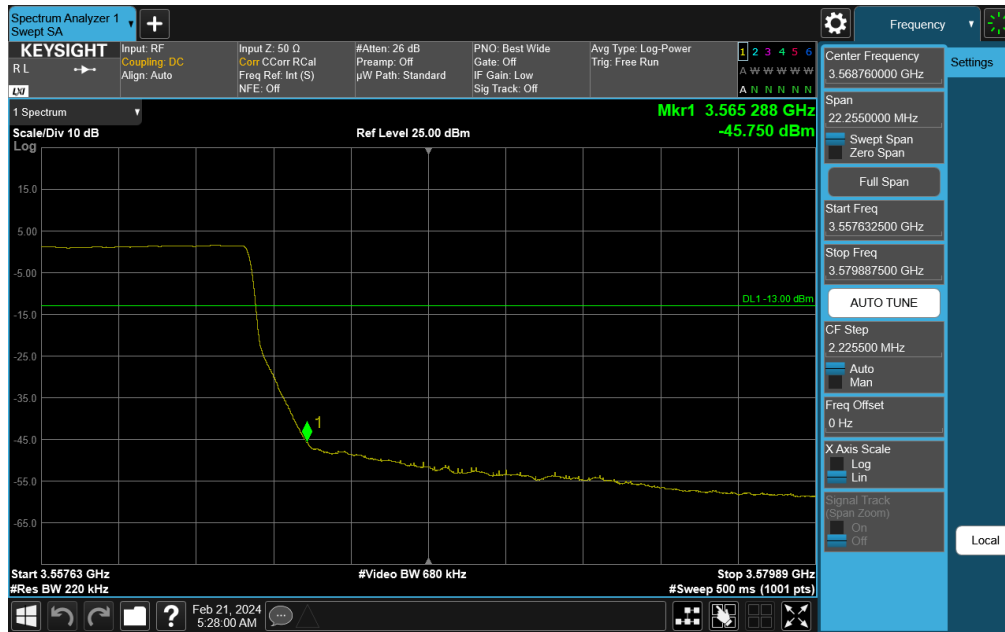 Spectrum Analyzer 1
Swept SA
+
Frequency
KEYSIGHT
RL
LXI
Input: RF
Coupling: DC
Align: Auto
Input Z: 50 Ω
Corr CCorr RCal
Freq Ref: Int (S)
NFE: Off
#Atten: 26 dB
Preamp: Off
µW Path: Standard
PNO: Best Wide
Gate: Off
IF Gain: Low
Sig Track: Off
Avg Type: Log-Power
Trig: Free Run
1 2 3 4 5 6
A W W W W W
A N N N N N
1 Spectrum
Mkr1 3.565 288 GHz
Scale/Div 10 dB
Ref Level 25.00 dBm
-45.750 dBm
Log
15.0
5.00
-5.00
DL1 -13.00 dBm
-15.0
-25.0
-35.0
1
-45.0
-55.0
-65.0
Start 3.55763 GHz
#Video BW 680 kHz
Stop 3.57989 GHz
#Res BW 220 kHz
#Sweep 500 ms (1001 pts)
Center Frequency
3.568760000 GHz
Settings
Span
22.2550000 MHz
Swept Span
Zero Span
Full Span
Start Freq
3.557632500 GHz
Stop Freq
3.579887500 GHz
AUTO TUNE
CF Step
2.225500 MHz
Auto
Man
Freq Offset
0 Hz
X Axis Scale
Log
Lin
Signal Track
(Span Zoom)
On
Off
Local
?
Feb 21, 2024
5:28:00 AM